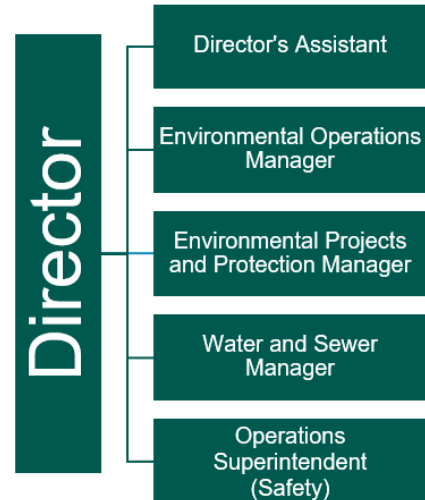 Director
Director's Assistant
Environmental Operations
Manager
Environmental Projects
and Protection Manager
Water and Sewer
Manager
Operations
Superintendent
(Safety)